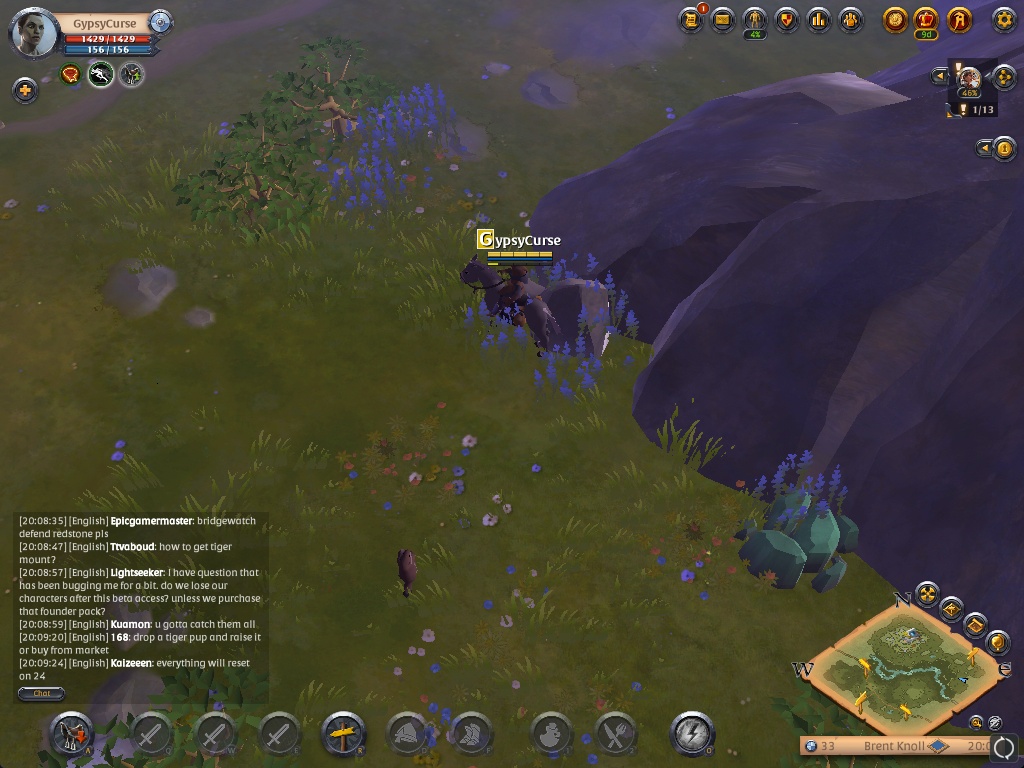 GypsyCurse
1429 / 1429
156 / 156
1
4%
9d
46%
1/13
GypsyCurse
[20:08:35] [English] Epicgamermaster: bridgewatch
defend redstone pls
[20:08:47] [English] Ttvaboud: how to get tiger
mount?
[20:08:57] [English] Lightseeker: i have question that
has been bugging me for a bit. do we lose our
characters after this beta access? unless we purchase
that founder pack?
[20:08:59] [English] Kuamon: u gotta catch them all
[20:09:20] [English] 168: drop a tiger pup and raise it
or buy from market
[20:09:24] [English] Kaizeeen: everything will reset
on 24
Chat
N
W
E
A
Q
W
E
R
D
F
33
Brent Knoll
20:0